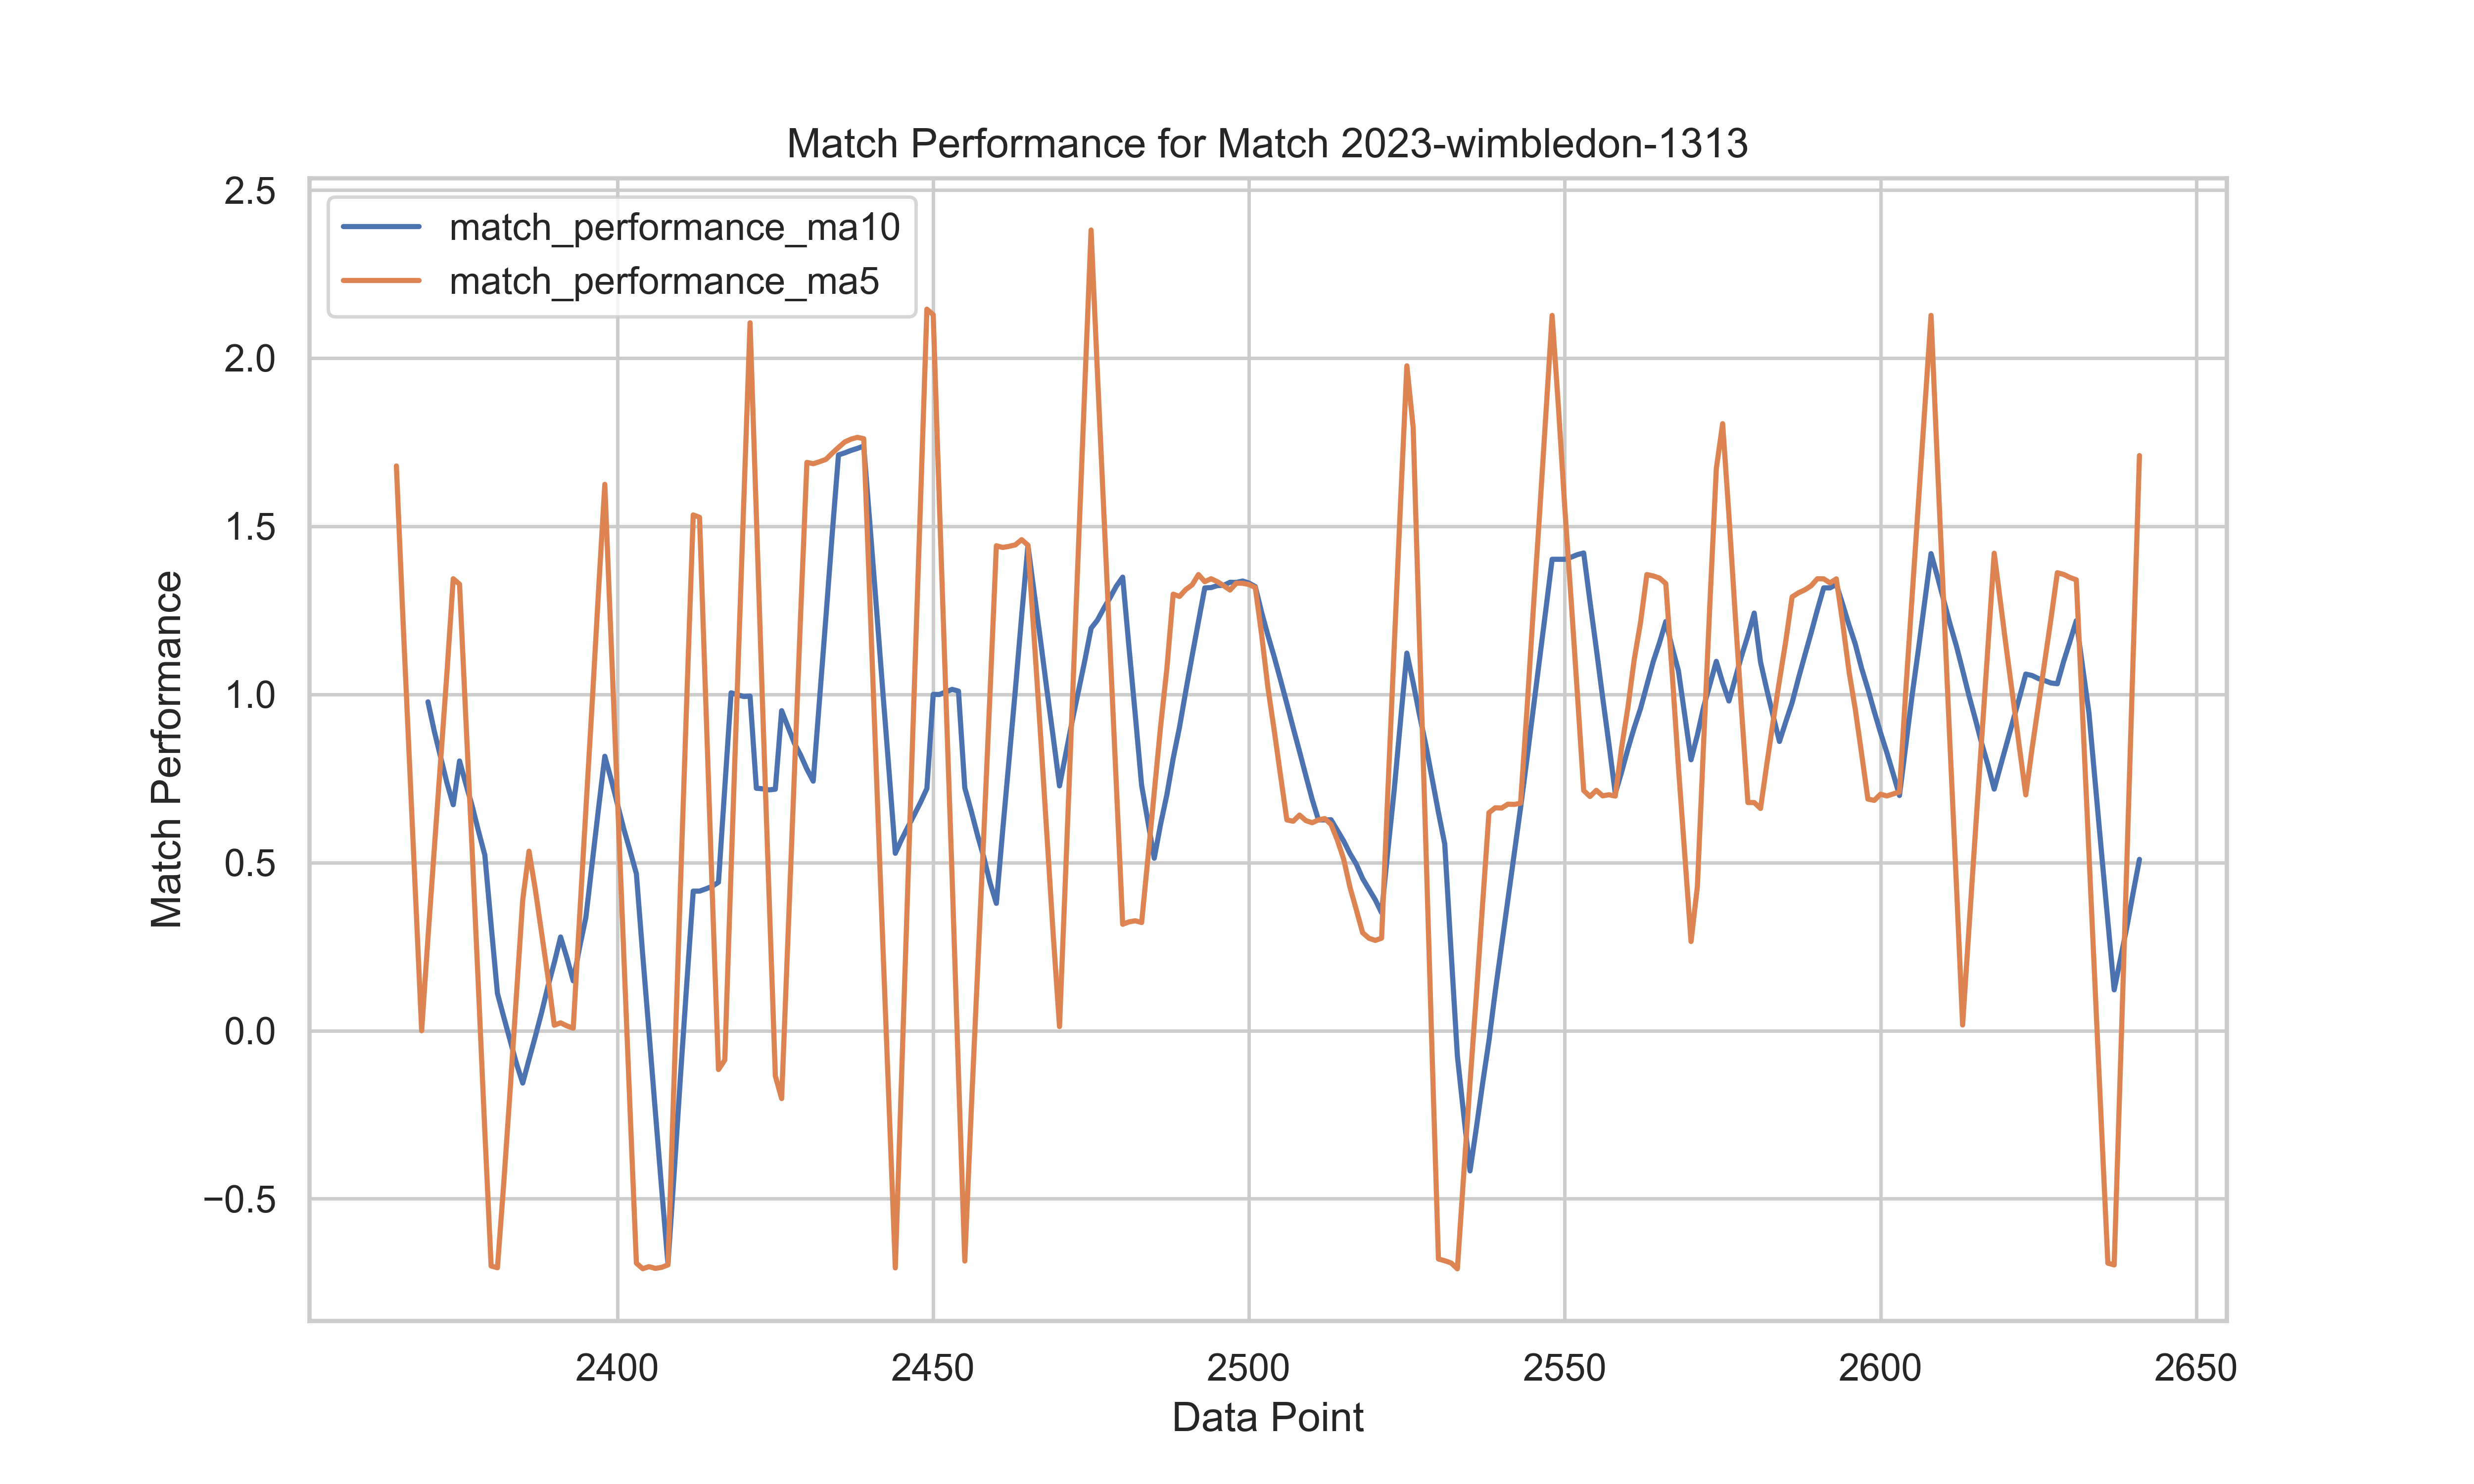 Match Performance for Match 2023-wimbledon-1313
match_performance_ma10
match_performance_ma5
Match Performance
2.5
2.0
1.5
1.0
0.5
0.0
−0.5
2400
2450
2500
2550
2600
2650
Data Point